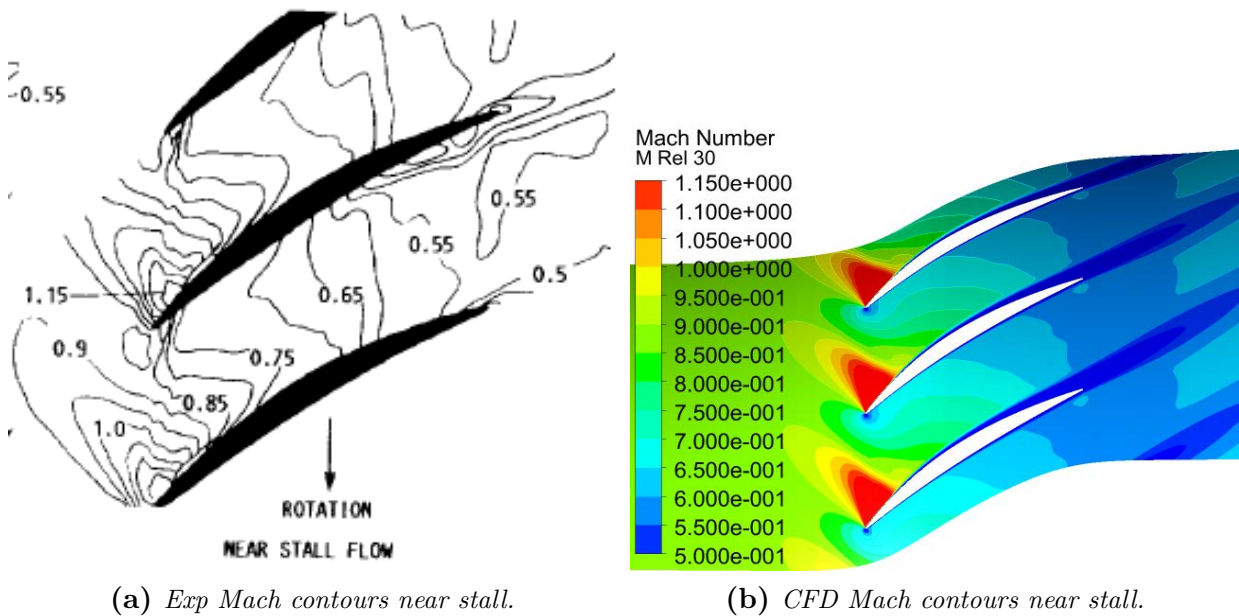 0.55
0.55
0.55
0.5
1.15
0.65
0.9
0.75
0.85
1.0
ROTATION
NEAR STALL FLOW
(a) Exp Mach contours near stall.
Mach Number
M Rel 30
1.150e+000
1.100e+000
1.050e+000
1.000e+000
9.500e-001
9.000e-001
8.500e-001
8.000e-001
7.500e-001
7.000e-001
6.500e-001
6.000e-001
5.500e-001
5.000e-001
(b) CFD Mach contours near stall.